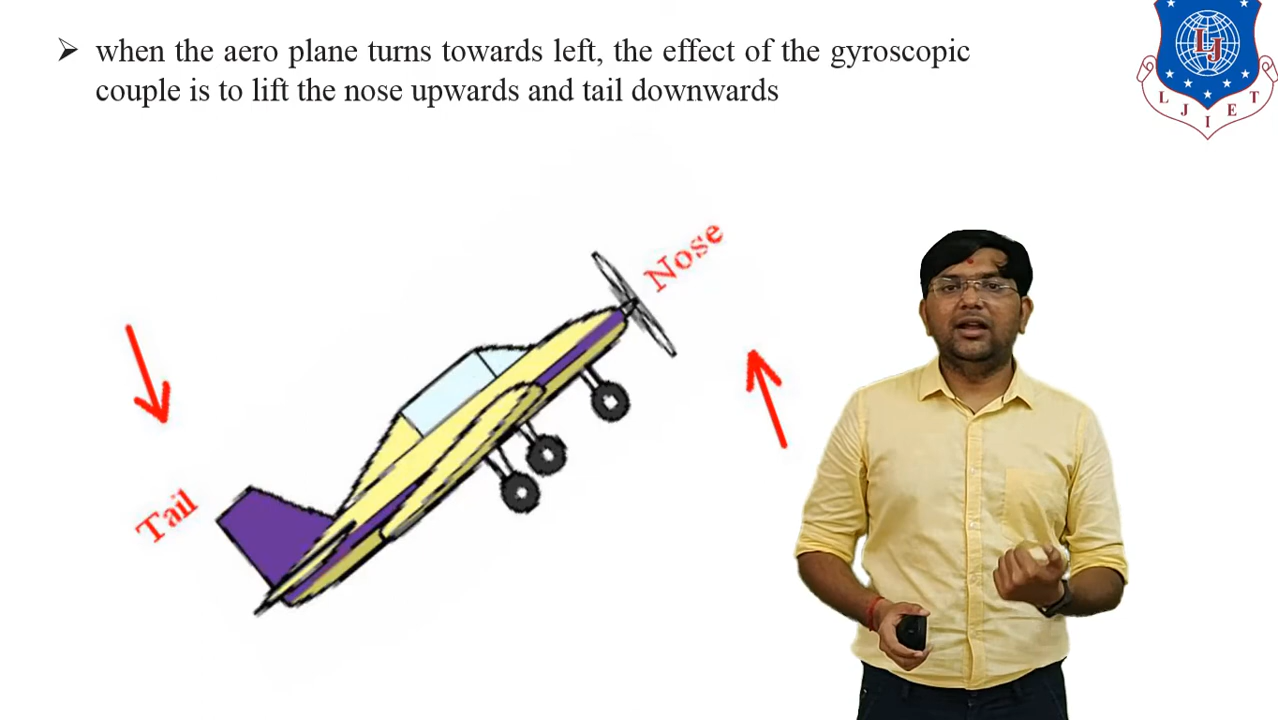 ➢ when the aero plane turns towards left, the effect of the gyroscopic
couple is to lift the nose upwards and tail downwards
LJ
L J I E T
Nose
Tail